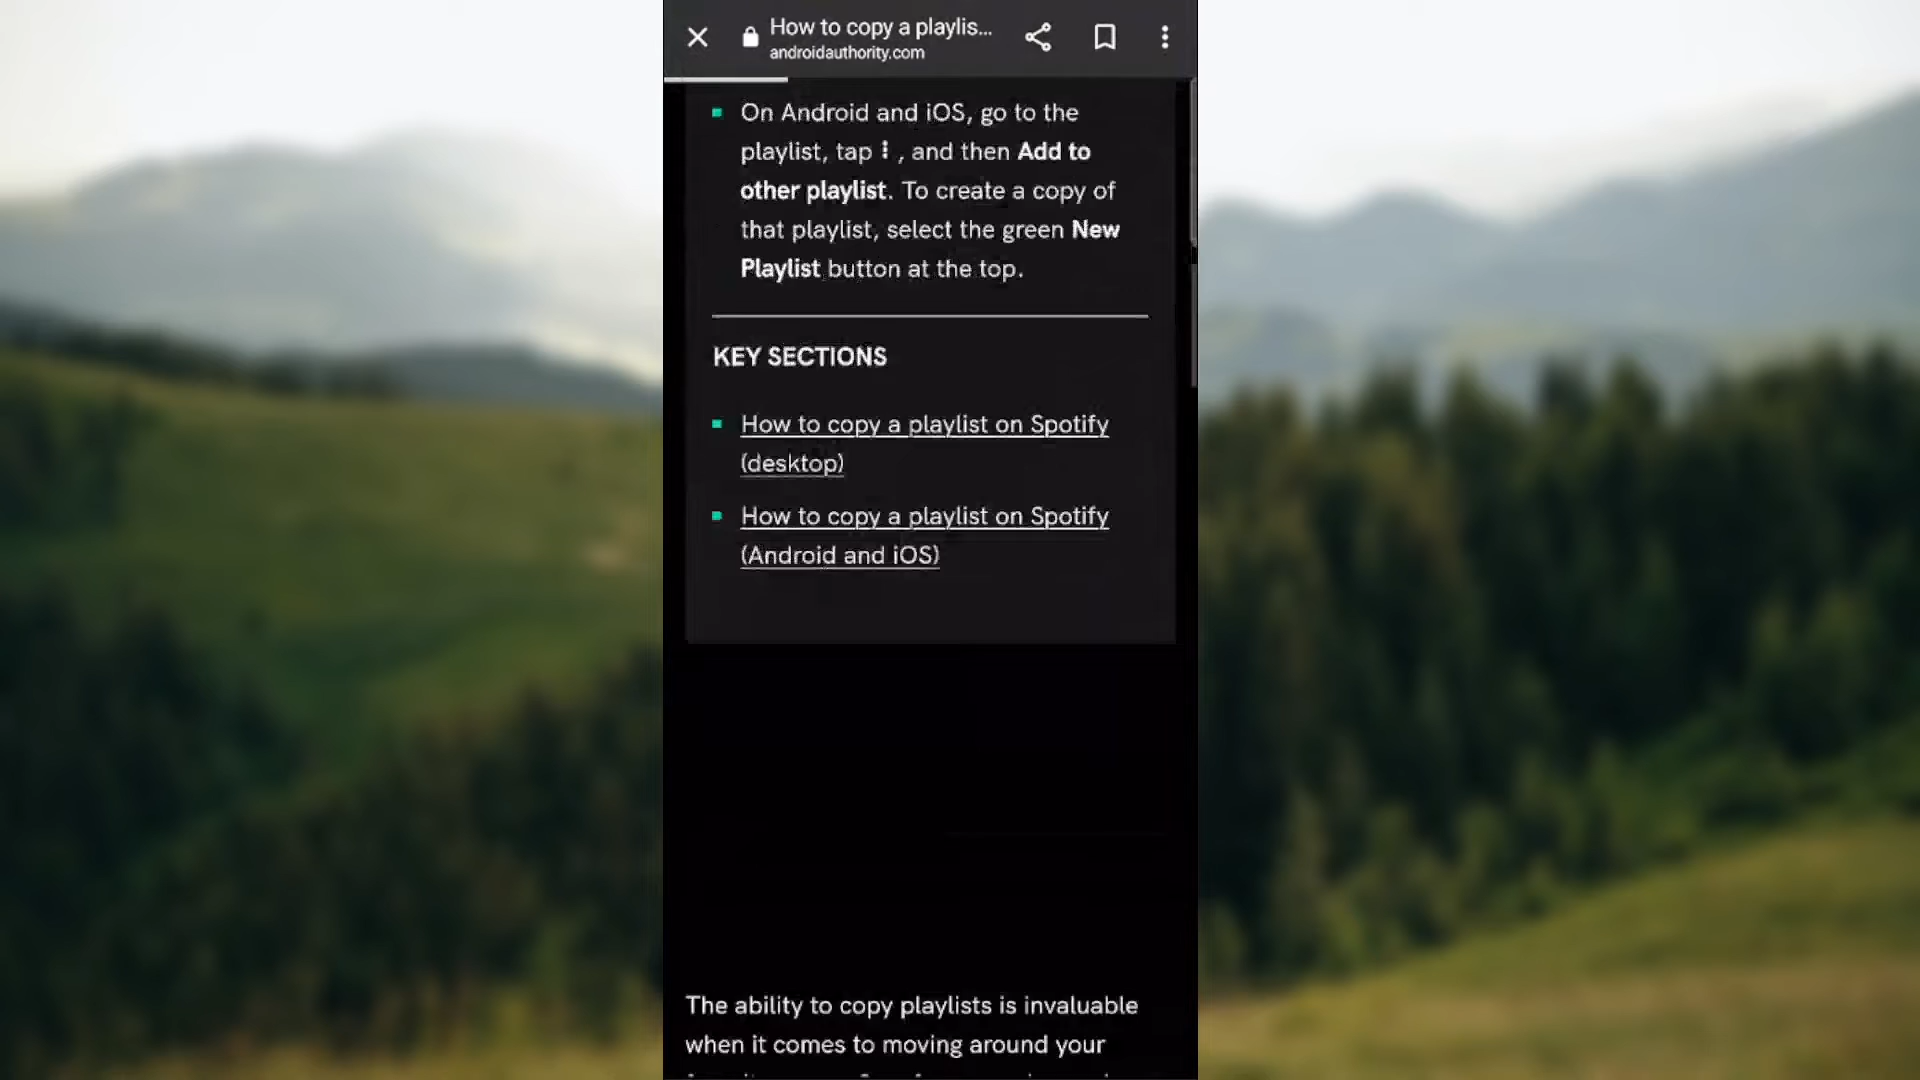 How to copy a playlis...
androidauthority.com
On Android and iOS, go to the
playlist, tap ⋮ , and then Add to
other playlist. To create a copy of
that playlist, select the green New
Playlist button at the top.
KEY SECTIONS
How to copy a playlist on Spotify
(desktop)
How to copy a playlist on Spotify
(Android and iOS)
The ability to copy playlists is invaluable
when it comes to moving around your